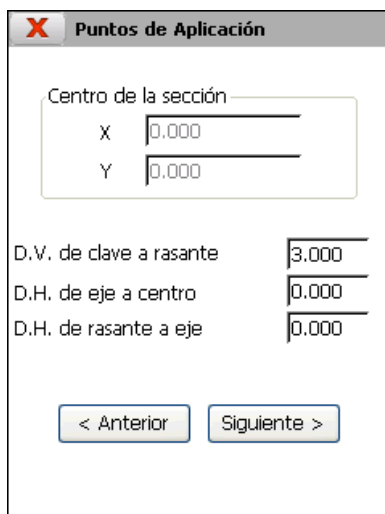 Puntos de Aplicación
Centro de la sección
X 0.000
Y 0.000
D.V. de clave a rasante 3.000
D.H. de eje a centro 0.000
D.H. de rasante a eje 0.000
< Anterior Siguiente >